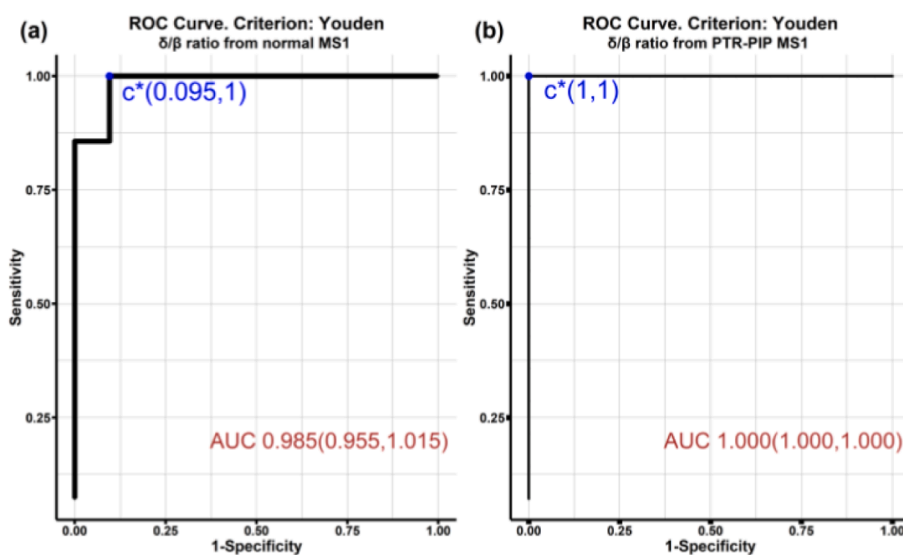 (a)
ROC Curve. Criterion: Youden
δ/β ratio from normal MS1
1.00
0.75
0.50
0.25
Sensitivity
c*(0.095,1)
AUC 0.985(0.955,1.015)
0.00
0.25
0.50
0.75
1.00
1-Specificity
(b)
ROC Curve. Criterion: Youden
δ/β ratio from PTR-PIP MS1
1.00
0.75
0.50
0.25
Sensitivity
c*(1,1)
AUC 1.000(1.000,1.000)
0.00
0.25
0.50
0.75
1.00
1-Specificity